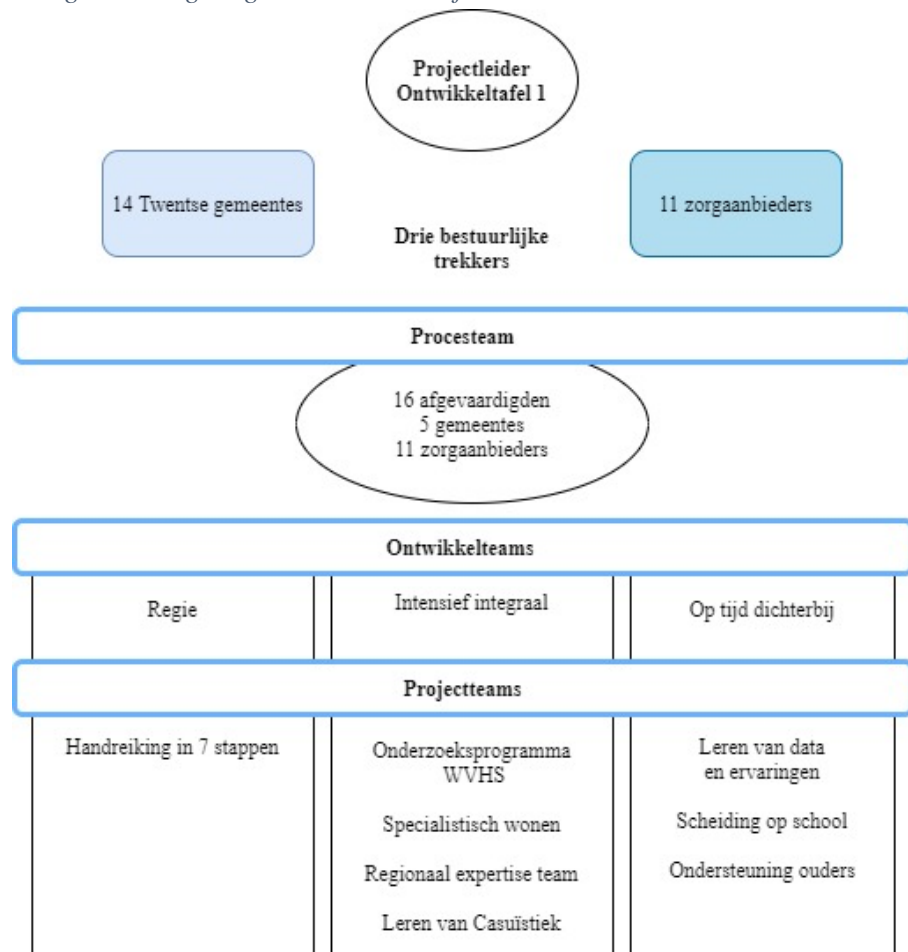 Projectleider
Ontwikkeltafel 1
14 Twentse gemeentes
11 zorgaanbieders
Drie bestuurlijke
trekkers
Procesteam
16 afgevaardigden
5 gemeentes
11 zorgaanbieders
Ontwikkelteams
Regie
Intensief integraal
Op tijd dichterbij
Projectteams
Handreiking in 7 stappen
Onderzoeksprogramma
WVHS
Specialistisch wonen
Regionaal expertise team
Leren van Casuïstiek
Leren van data
en ervaringen
Scheiding op school
Ondersteuning ouders